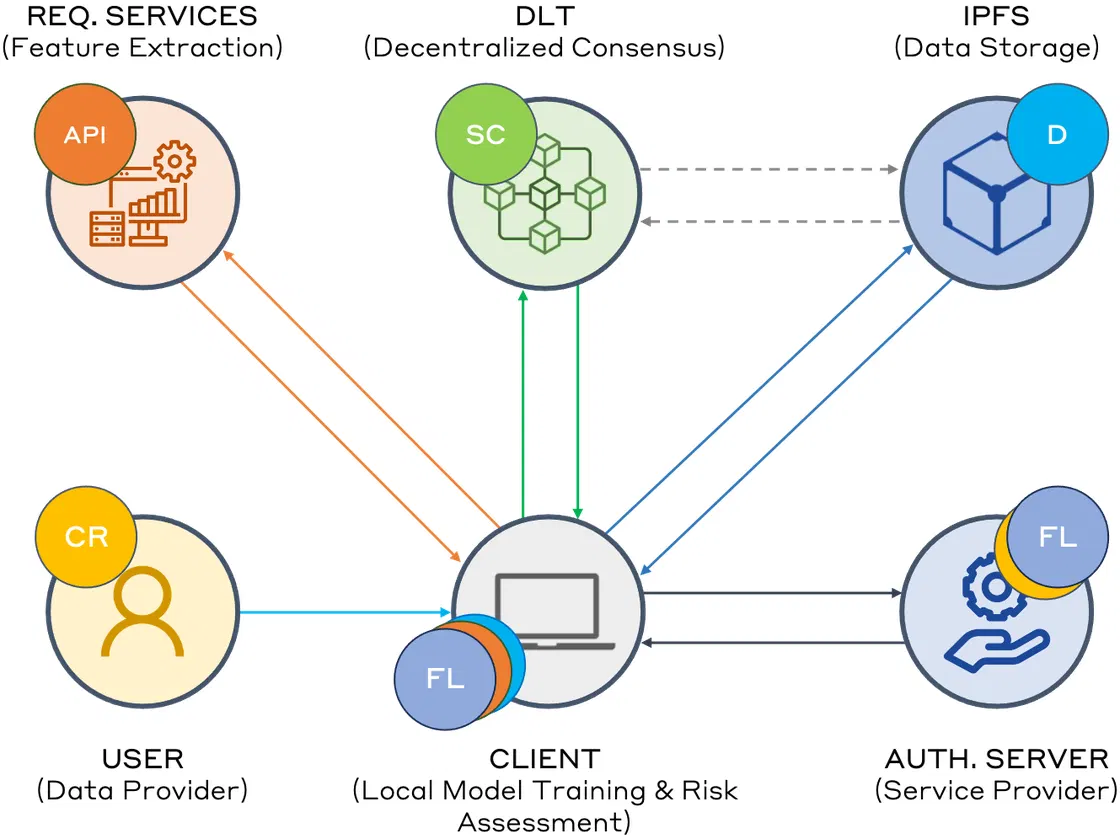 REQ. SERVICES
(Feature Extraction)
DLT
(Decentralized Consensus)
IPFS
(Data Storage)
API
SC
D
CR
FL
FL
USER
(Data Provider)
CLIENT
(Local Model Training & Risk
Assessment)
AUTH. SERVER
(Service Provider)